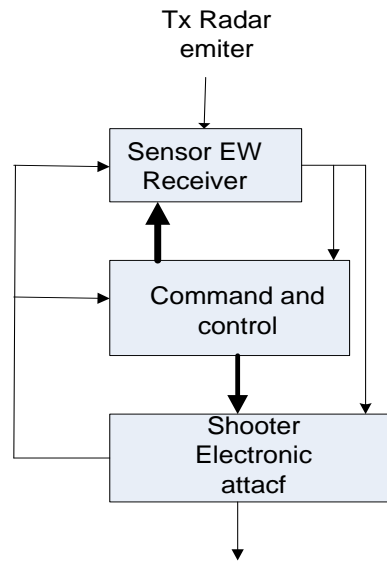 Tx Radar
emiter
Sensor EW
Receiver
Command and
control
Shooter
Electronic
attacf